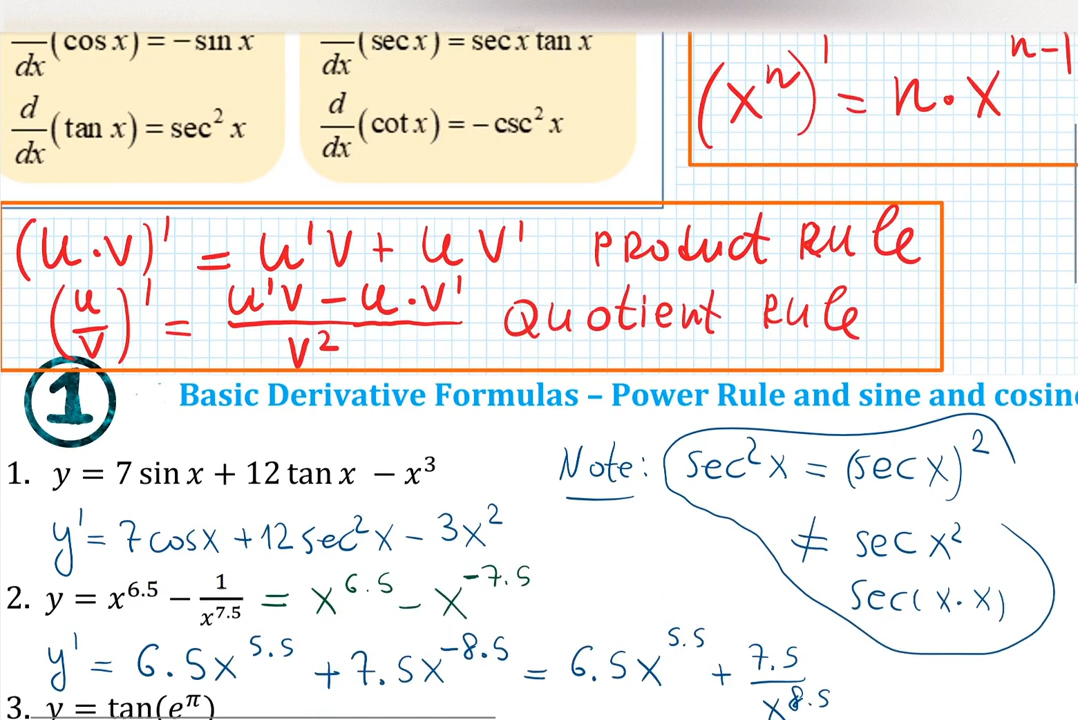 d/dx (cos x) = − sin x    d/dx (sec x) = sec x tan x
d/dx (tan x) = sec² x    d/dx (cot x) = − csc² x
(xⁿ)' = n · xⁿ⁻¹
(u·v)' = u'v + u v' PRODUCT RULE
(u/v)' = (u'v − u·v')/v² QUOTIENT RULE
1
Basic Derivative Formulas – Power Rule and sine and cosin
1. y = 7 sin x + 12 tan x − x³
Note: sec²x = (sec x)²
y' = 7 cos x + 12 sec²x − 3x²
≠ sec x²
sec(x·x)
2. y = x^6.5 − 1/x^7.5 = x^6.5 − x^−7.5
y' = 6.5x^5.5 + 7.5x^−8.5 = 6.5x^5.5 + 7.5/x^8.5
3. y = tan(e^π)